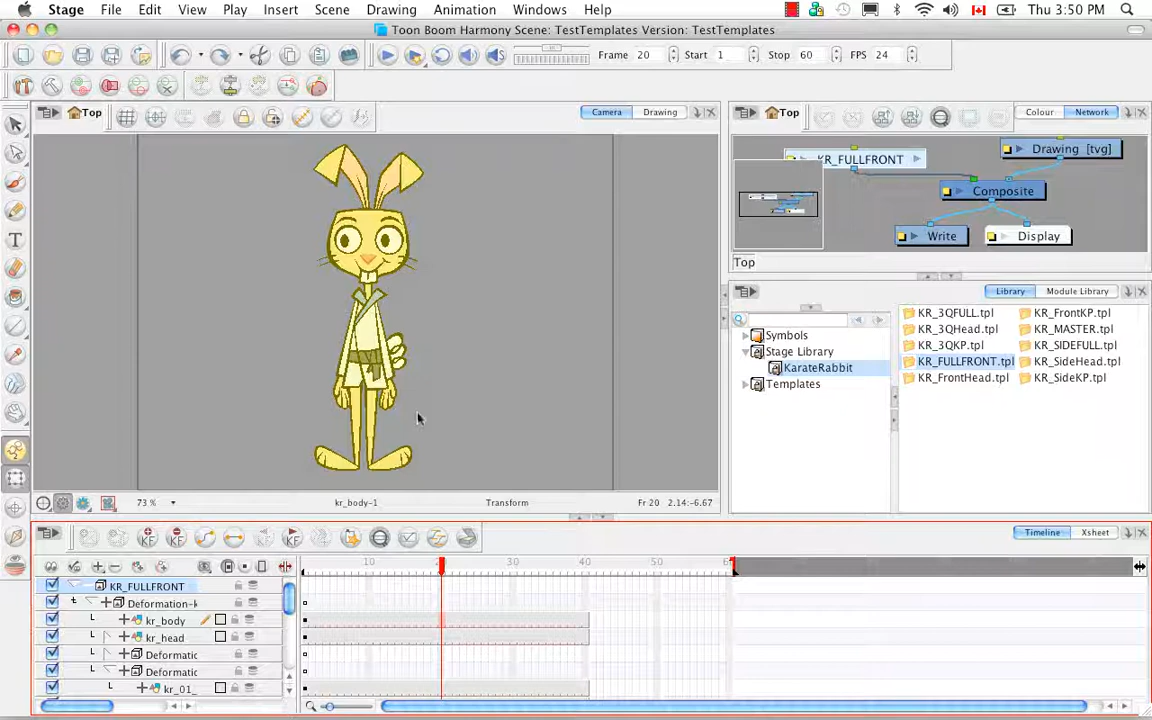 Stage File Edit View Play Insert Scene Drawing Animation Windows Help Thu 3:50 PM
Toon Boom Harmony Scene: TestTemplates Version: TestTemplates
Frame 20 Start 1 Stop 60 FPS 24
Top Camera Drawing
Top Colour Network
KR_FULLFRONT Drawing [tvg]
Composite
Write Display
Top
Library Module Library
Symbols
Stage Library
KarateRabbit
Templates
KR_3QFULL.tpl KR_FrontKP.tpl
KR_3QHead.tpl KR_MASTER.tpl
KR_3QKP.tpl KR_SIDEFULL.tpl
KR_FULLFRONT.tpl KR_SideHead.tpl
KR_FrontHead.tpl KR_SideKP.tpl
73 % kr_body-1 Transform Fr 20 2.14:-6.67
Timeline Xsheet
10 30 40 50
KR_FULLFRONT
Deformation-k
kr_body
kr_head
Deformatic
Deformatic
kr_01_